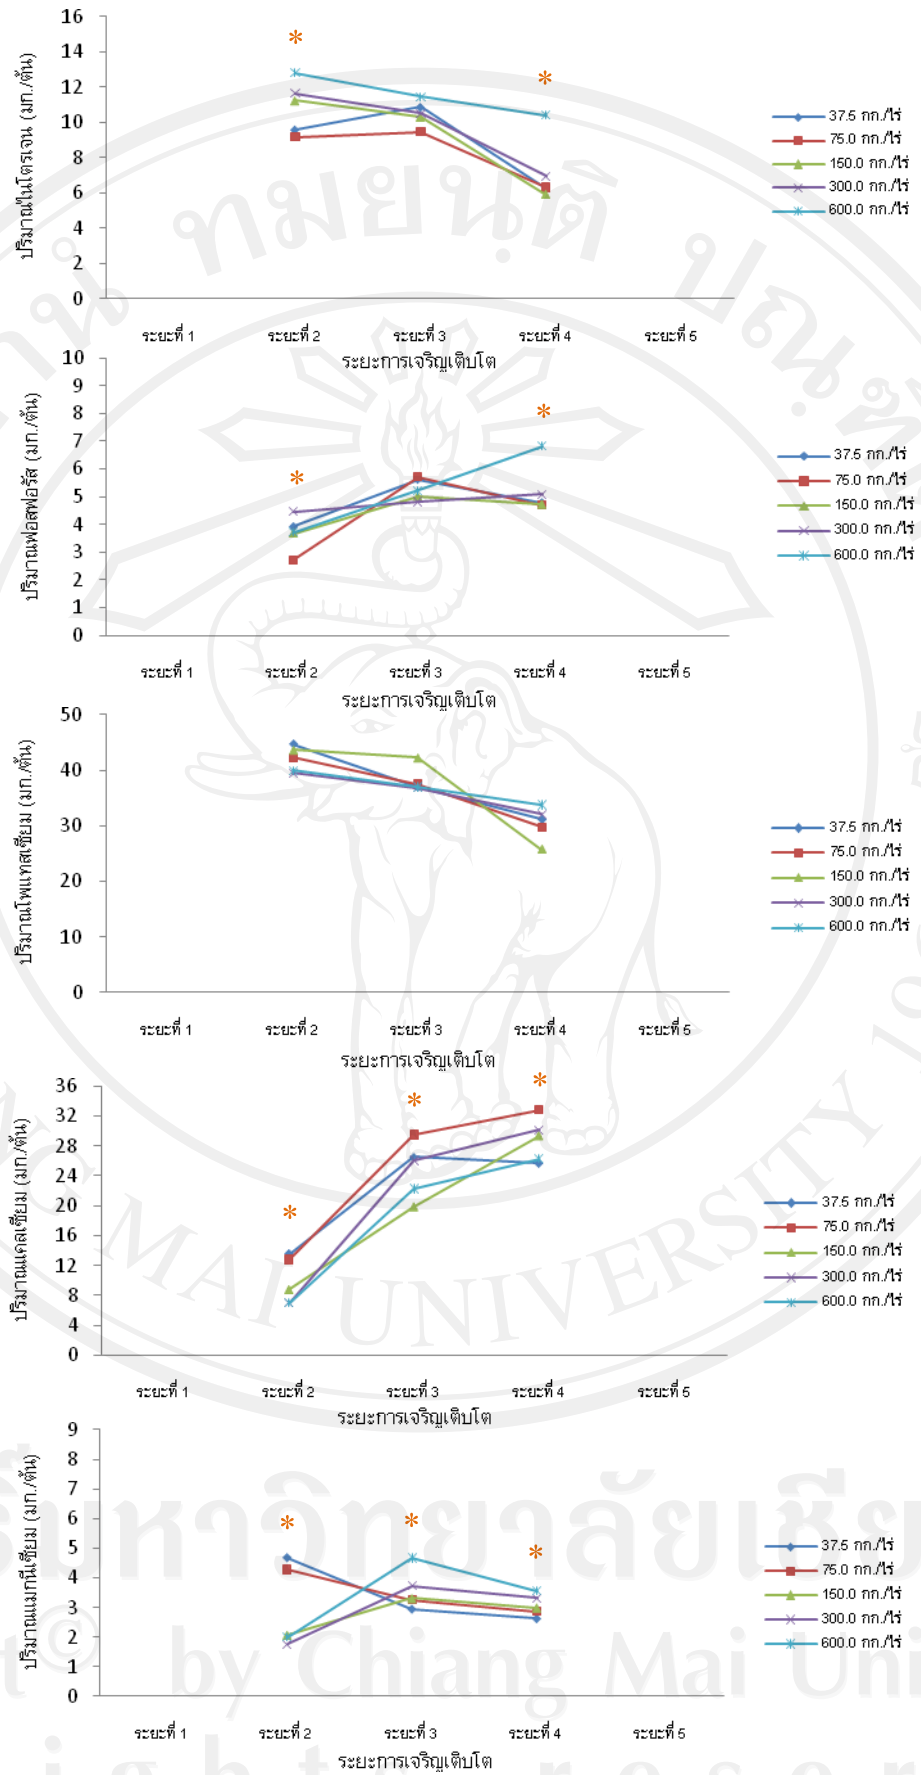 16
14
12
10
8
6
4
2
0
ปริมาณไนโตรเจน (มก./ต้น)
*
*
37.5 กก./ไร่
75.0 กก./ไร่
150.0 กก./ไร่
300.0 กก./ไร่
600.0 กก./ไร่
ระยะที่ 1 ระยะที่ 2 ระยะที่ 3 ระยะที่ 4 ระยะที่ 5
ระยะการเจริญเติบโต
10
9
8
7
6
5
4
3
2
1
0
ปริมาณฟอสฟอรัส (มก./ต้น)
*
*
37.5 กก./ไร่
75.0 กก./ไร่
150.0 กก./ไร่
300.0 กก./ไร่
600.0 กก./ไร่
ระยะที่ 1 ระยะที่ 2 ระยะที่ 3 ระยะที่ 4 ระยะที่ 5
ระยะการเจริญเติบโต
50
40
30
20
10
0
ปริมาณโพแทสเซียม (มก./ต้น)
37.5 กก./ไร่
75.0 กก./ไร่
150.0 กก./ไร่
300.0 กก./ไร่
600.0 กก./ไร่
ระยะที่ 1 ระยะที่ 2 ระยะที่ 3 ระยะที่ 4 ระยะที่ 5
ระยะการเจริญเติบโต
36
32
28
24
20
16
12
8
4
0
ปริมาณแคลเซียม (มก./ต้น)
*
*
*
37.5 กก./ไร่
75.0 กก./ไร่
150.0 กก./ไร่
300.0 กก./ไร่
600.0 กก./ไร่
ระยะที่ 1 ระยะที่ 2 ระยะที่ 3 ระยะที่ 4 ระยะที่ 5
ระยะการเจริญเติบโต
9
8
7
6
5
4
3
2
1
0
ปริมาณแมกนีเซียม (มก./ต้น)
*
*
*
37.5 กก./ไร่
75.0 กก./ไร่
150.0 กก./ไร่
300.0 กก./ไร่
600.0 กก./ไร่
ระยะที่ 1 ระยะที่ 2 ระยะที่ 3 ระยะที่ 4 ระยะที่ 5
ระยะการเจริญเติบโต
MAI UNIVERSITY
by Chiang Mai